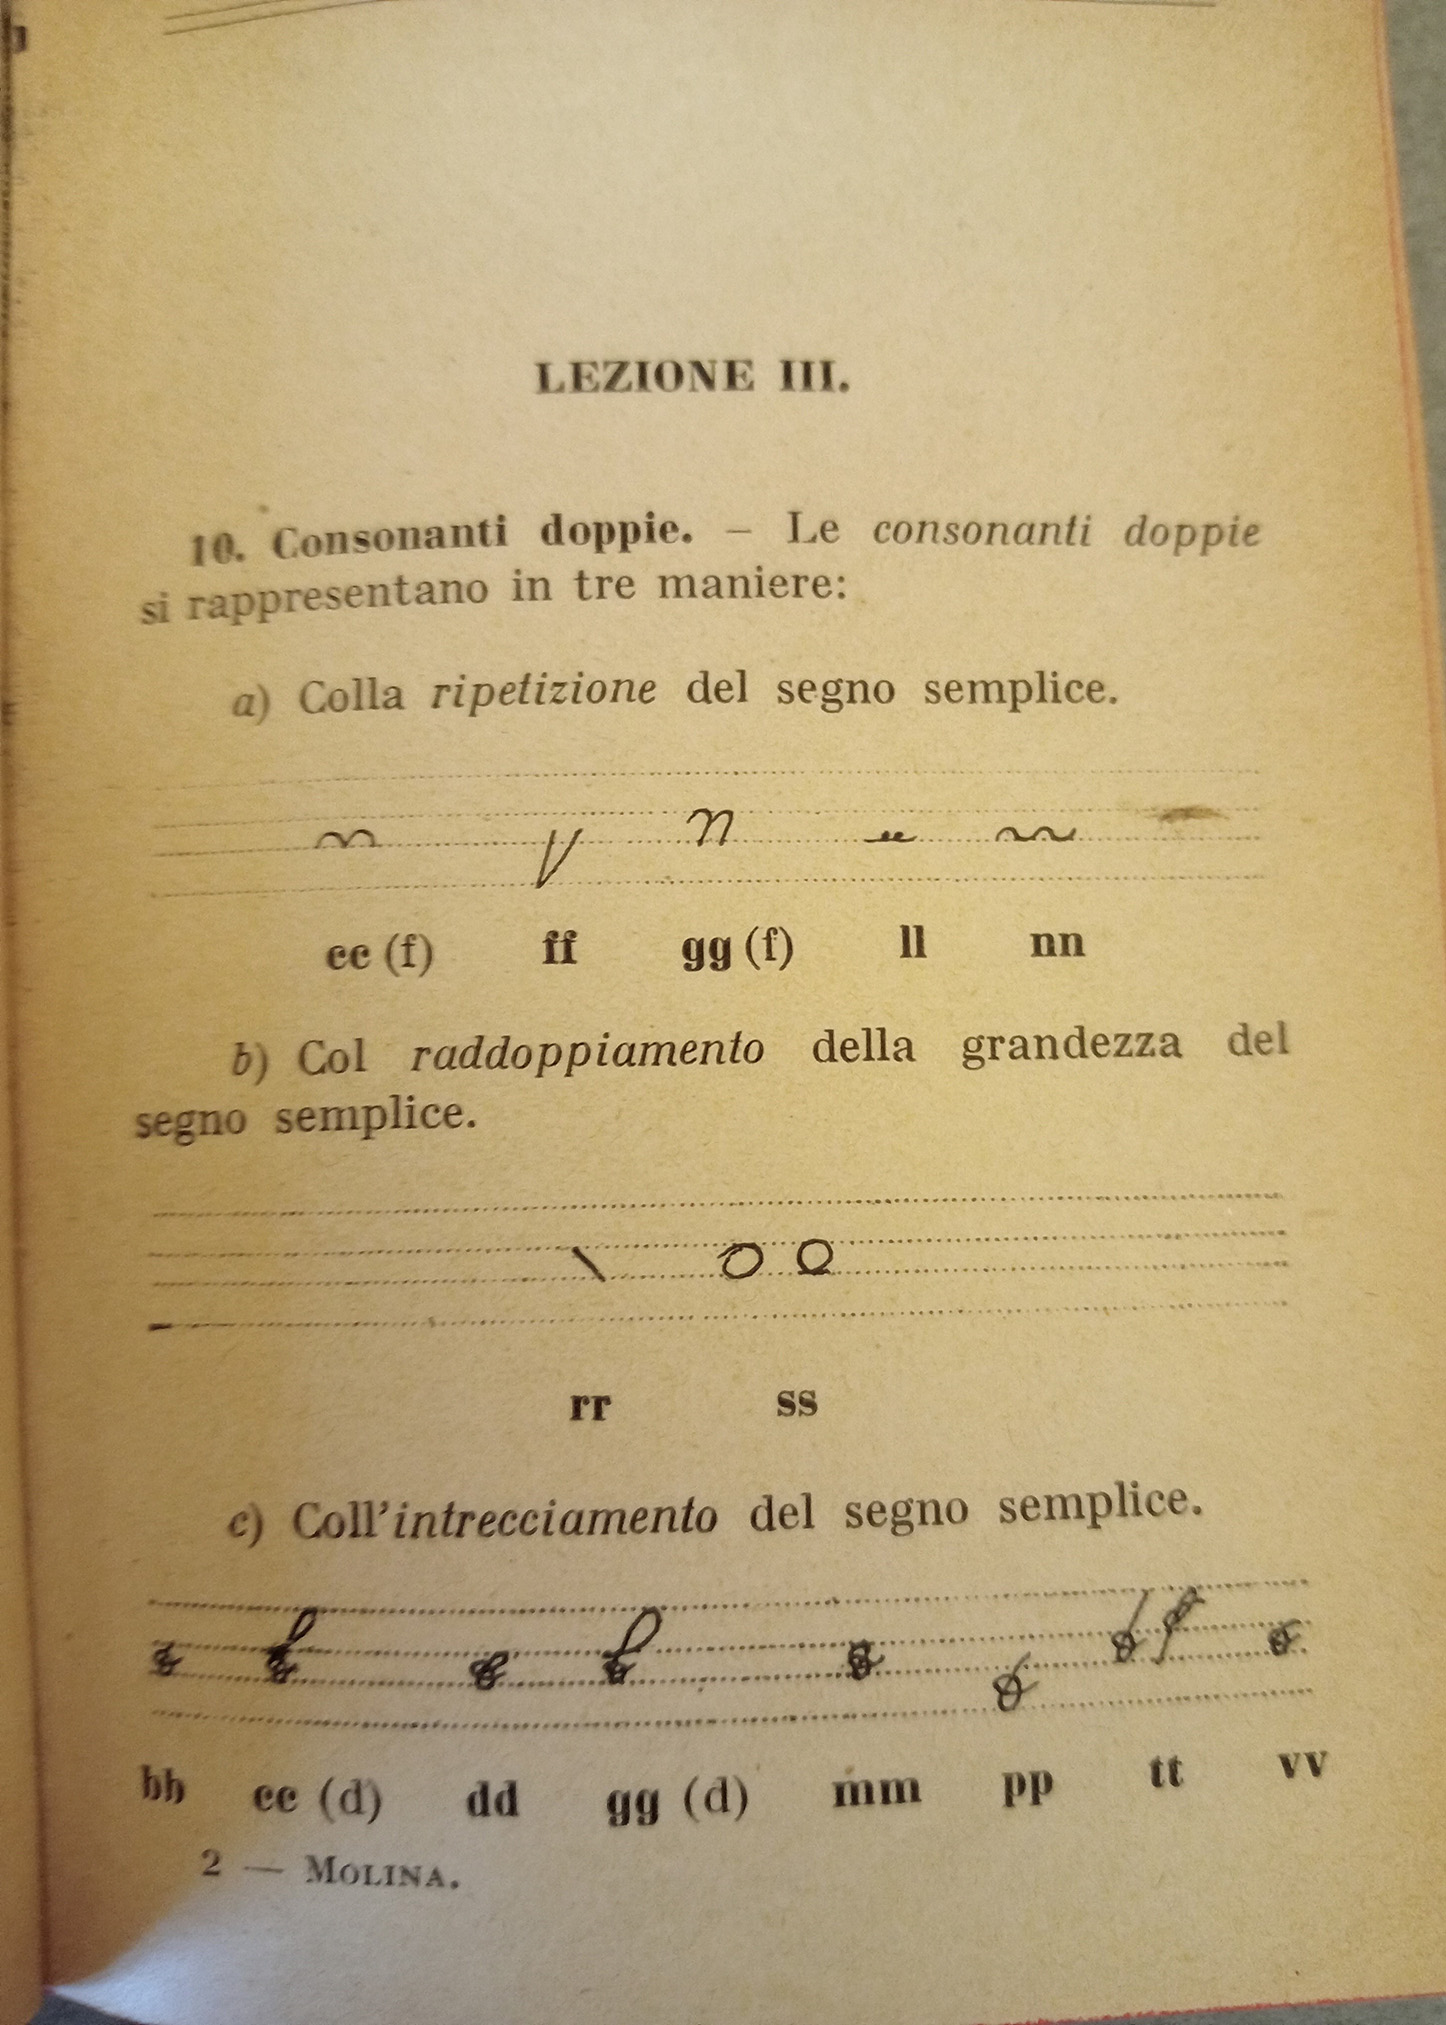 LEZIONE III.
10. Consonanti doppie. – Le consonanti doppie
si rappresentano in tre maniere:
a) Colla ripetizione del segno semplice.
cc (f) ff gg (f) ll nn
b) Col raddoppiamento della grandezza del
segno semplice.
rr ss
c) Coll'intrecciamento del segno semplice.
bb cc (d) dd gg (d) mm pp tt vv
2 — MOLINA.